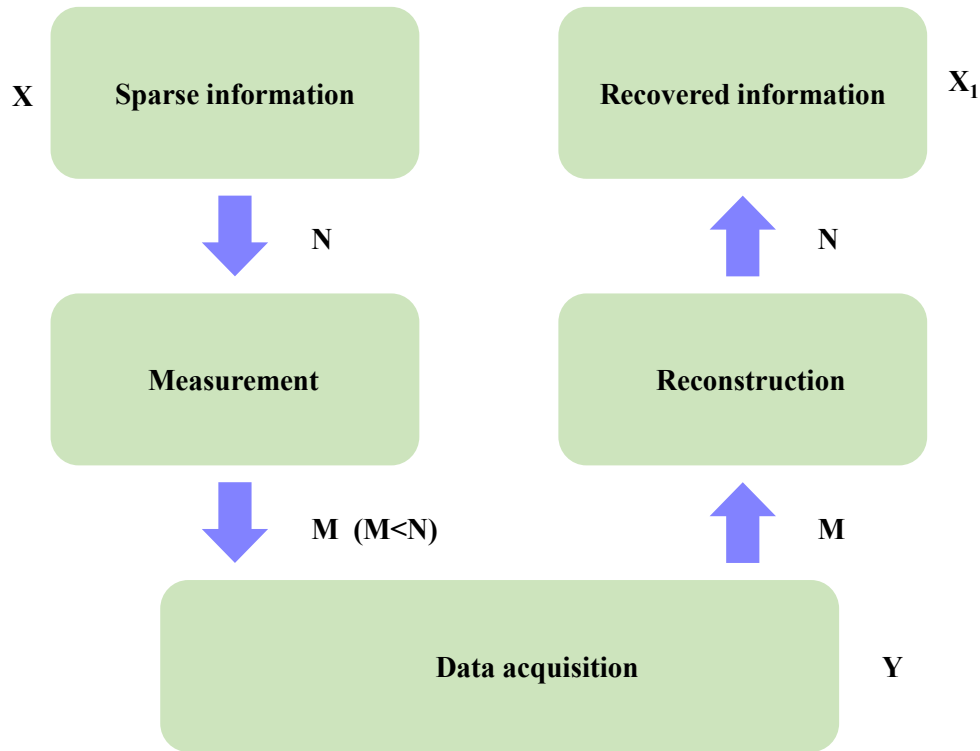 X
Sparse information
N
Measurement
M (M<N)
Data acquisition
Y
M
Reconstruction
N
Recovered information
X₁